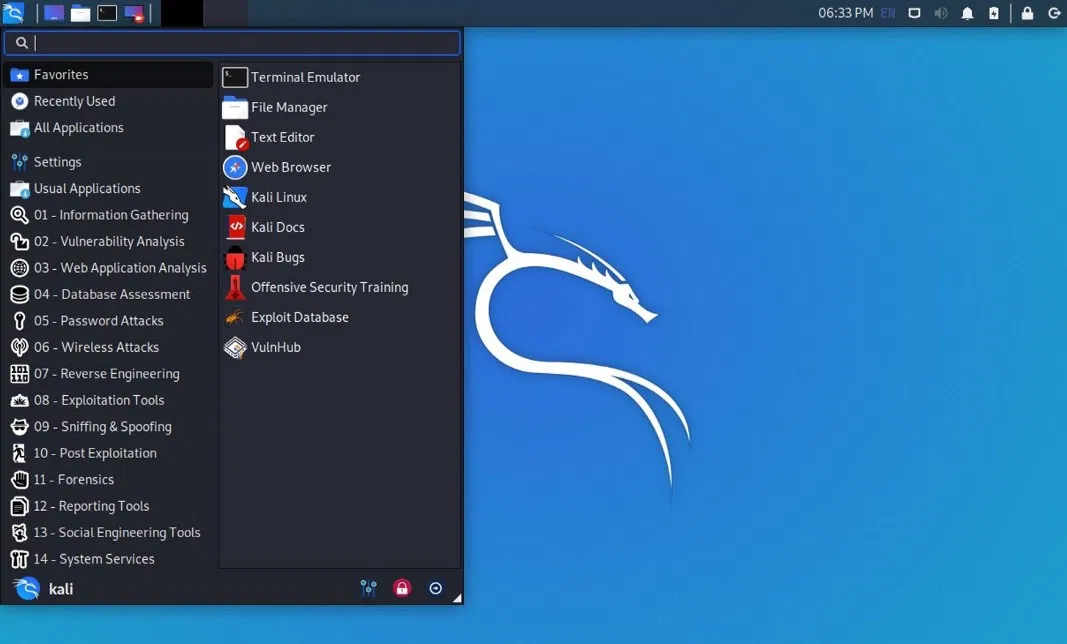 06:33 PM EN
Favorites
Recently Used
All Applications
Settings
Usual Applications
01 - Information Gathering
02 - Vulnerability Analysis
03 - Web Application Analysis
04 - Database Assessment
05 - Password Attacks
06 - Wireless Attacks
07 - Reverse Engineering
08 - Exploitation Tools
09 - Sniffing & Spoofing
10 - Post Exploitation
11 - Forensics
12 - Reporting Tools
13 - Social Engineering Tools
14 - System Services
Terminal Emulator
File Manager
Text Editor
Web Browser
Kali Linux
Kali Docs
Kali Bugs
Offensive Security Training
Exploit Database
VulnHub
kali